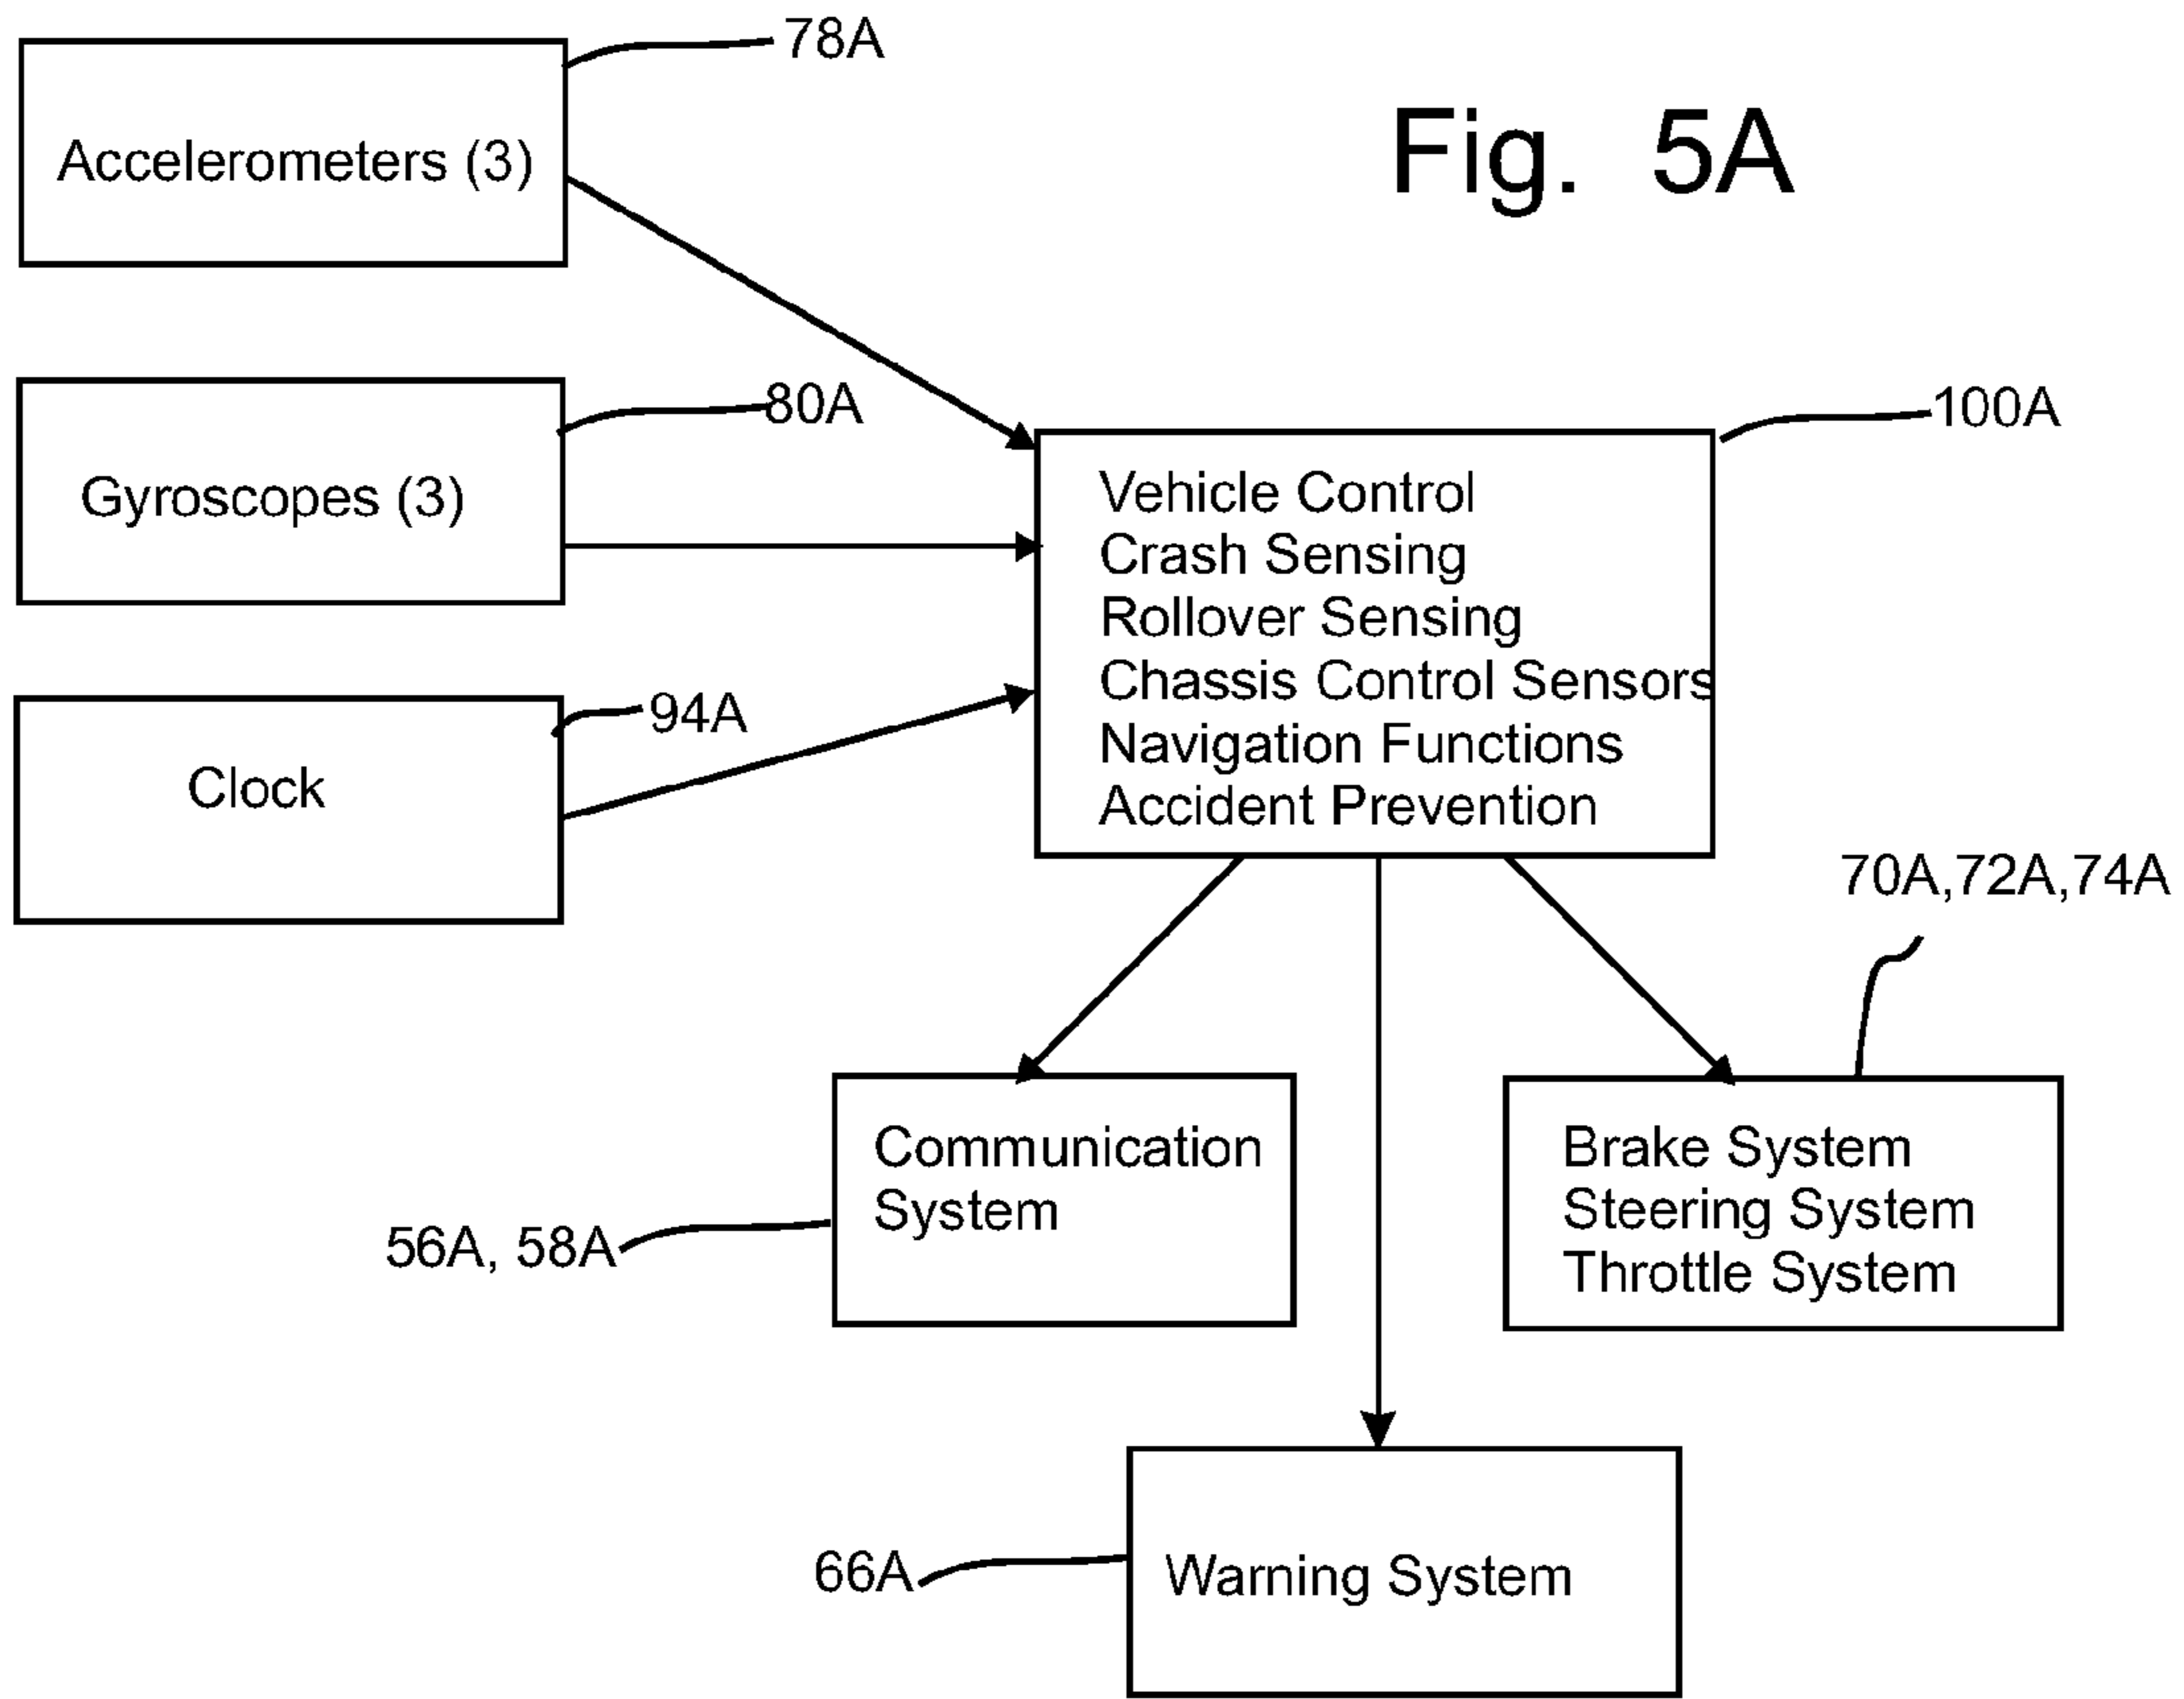 78A
Fig. 5A
Accelerometers (3)
80A
100A
Gyroscopes (3)
Vehicle Control
Crash Sensing
Rollover Sensing
Chassis Control Sensors
Navigation Functions
Accident Prevention
94A
Clock
70A,72A,74A
Communication
System
56A, 58A
Brake System
Steering System
Throttle System
66A
Warning System